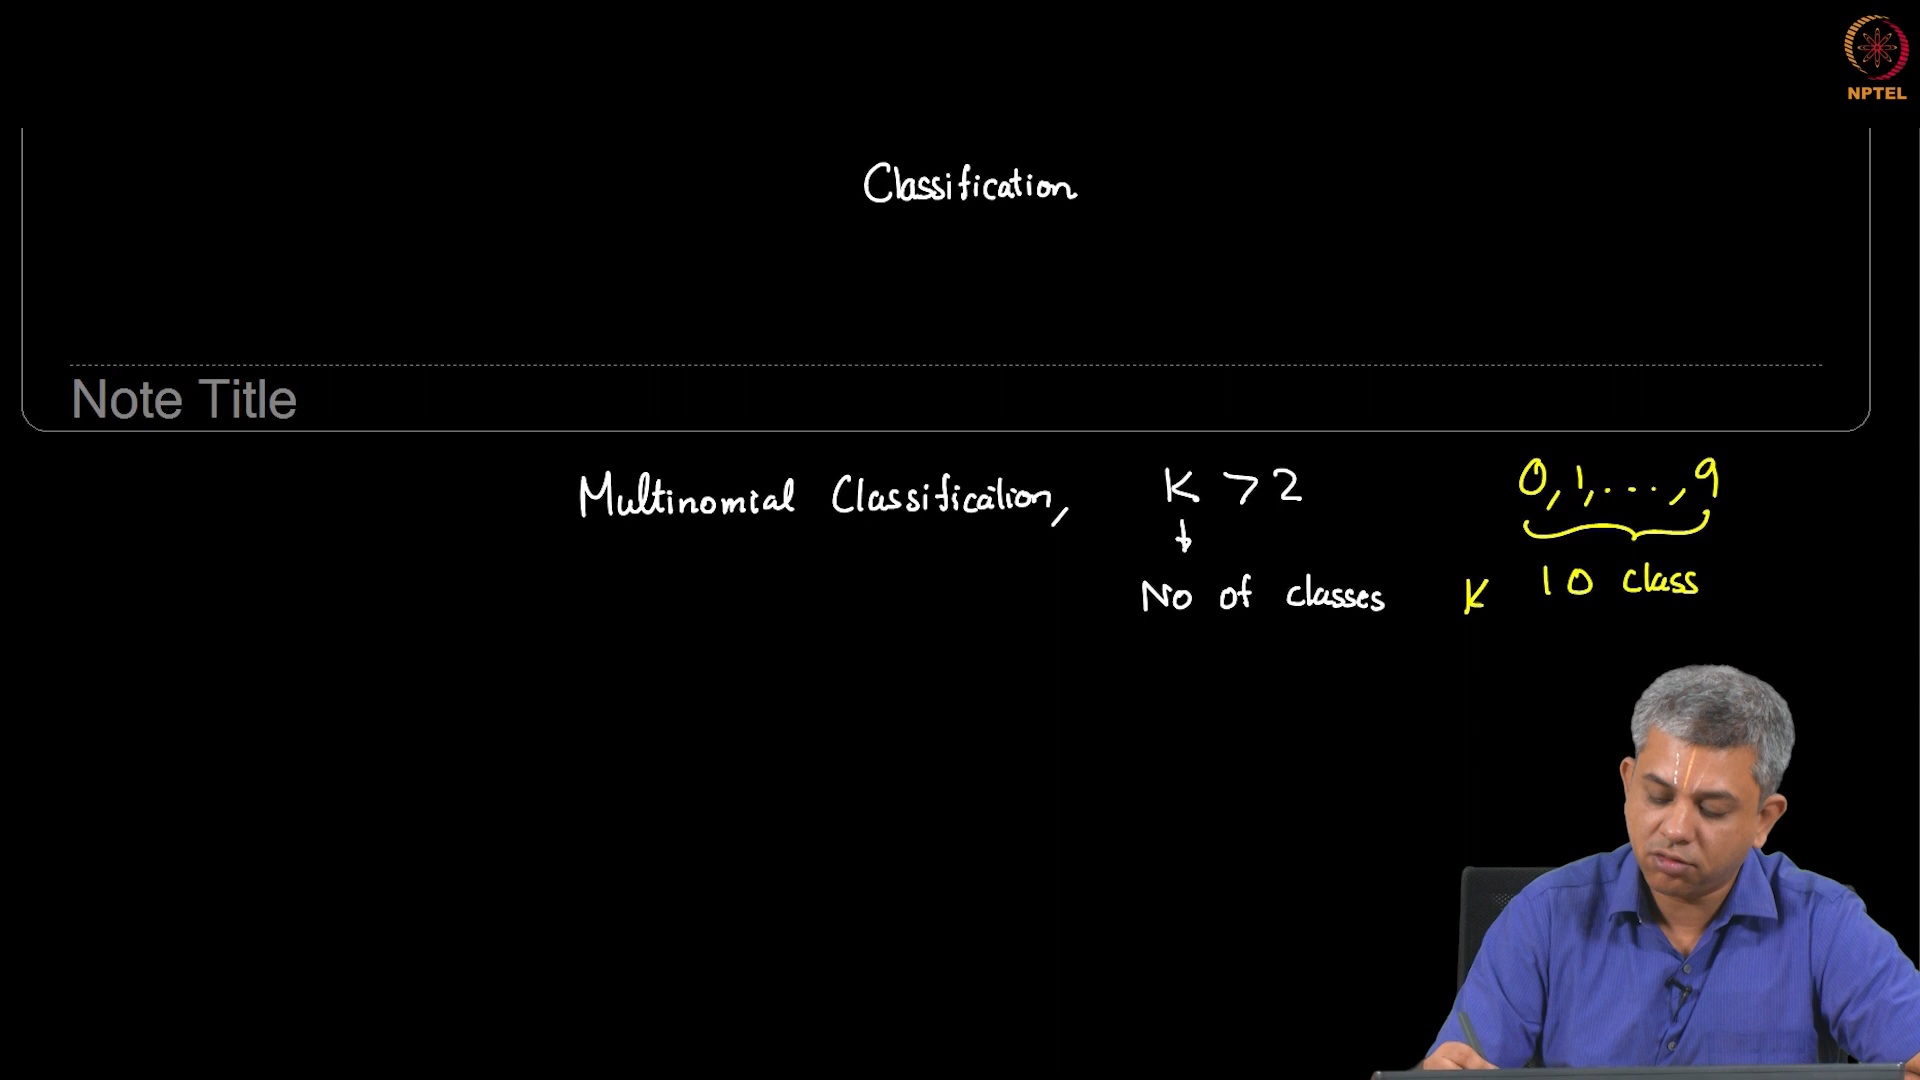 NPTEL
Classification
Note Title
Multinomial Classification, K > 2 0, 1, ..., 9
No of classes K 10 class